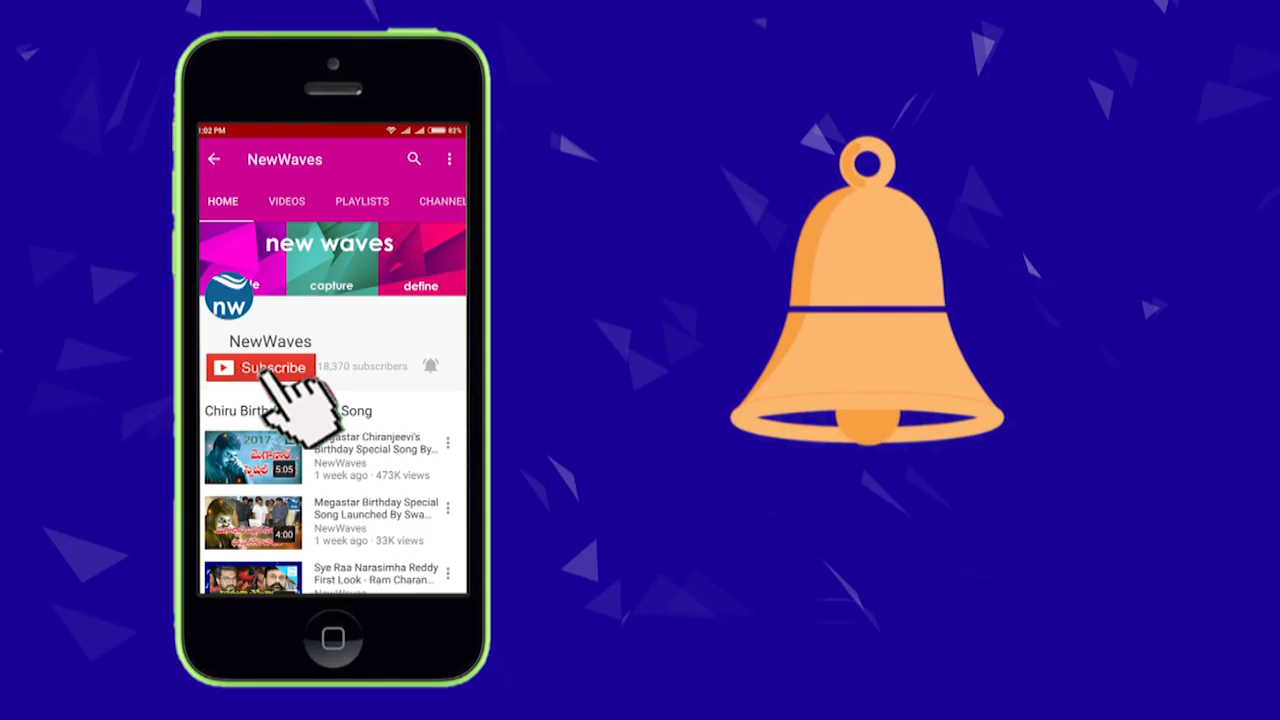 1:02 PM 82%
NewWaves
HOME VIDEOS PLAYLISTS CHANNEL
new waves
capture define
nw
NewWaves
Subscribe 18,370 subscribers
Chiru Song
Megastar Chiranjeevi's
Birthday Special Song By...
NewWaves
1 week ago · 473K views
2017
మెగాస్టార్
స్పెషల్
5:05
Megastar Birthday Special
Song Launched By Swa...
NewWaves
1 week ago · 33K views
4:00
Sye Raa Narasimha Reddy
First Look - Ram Charan...
NewWaves